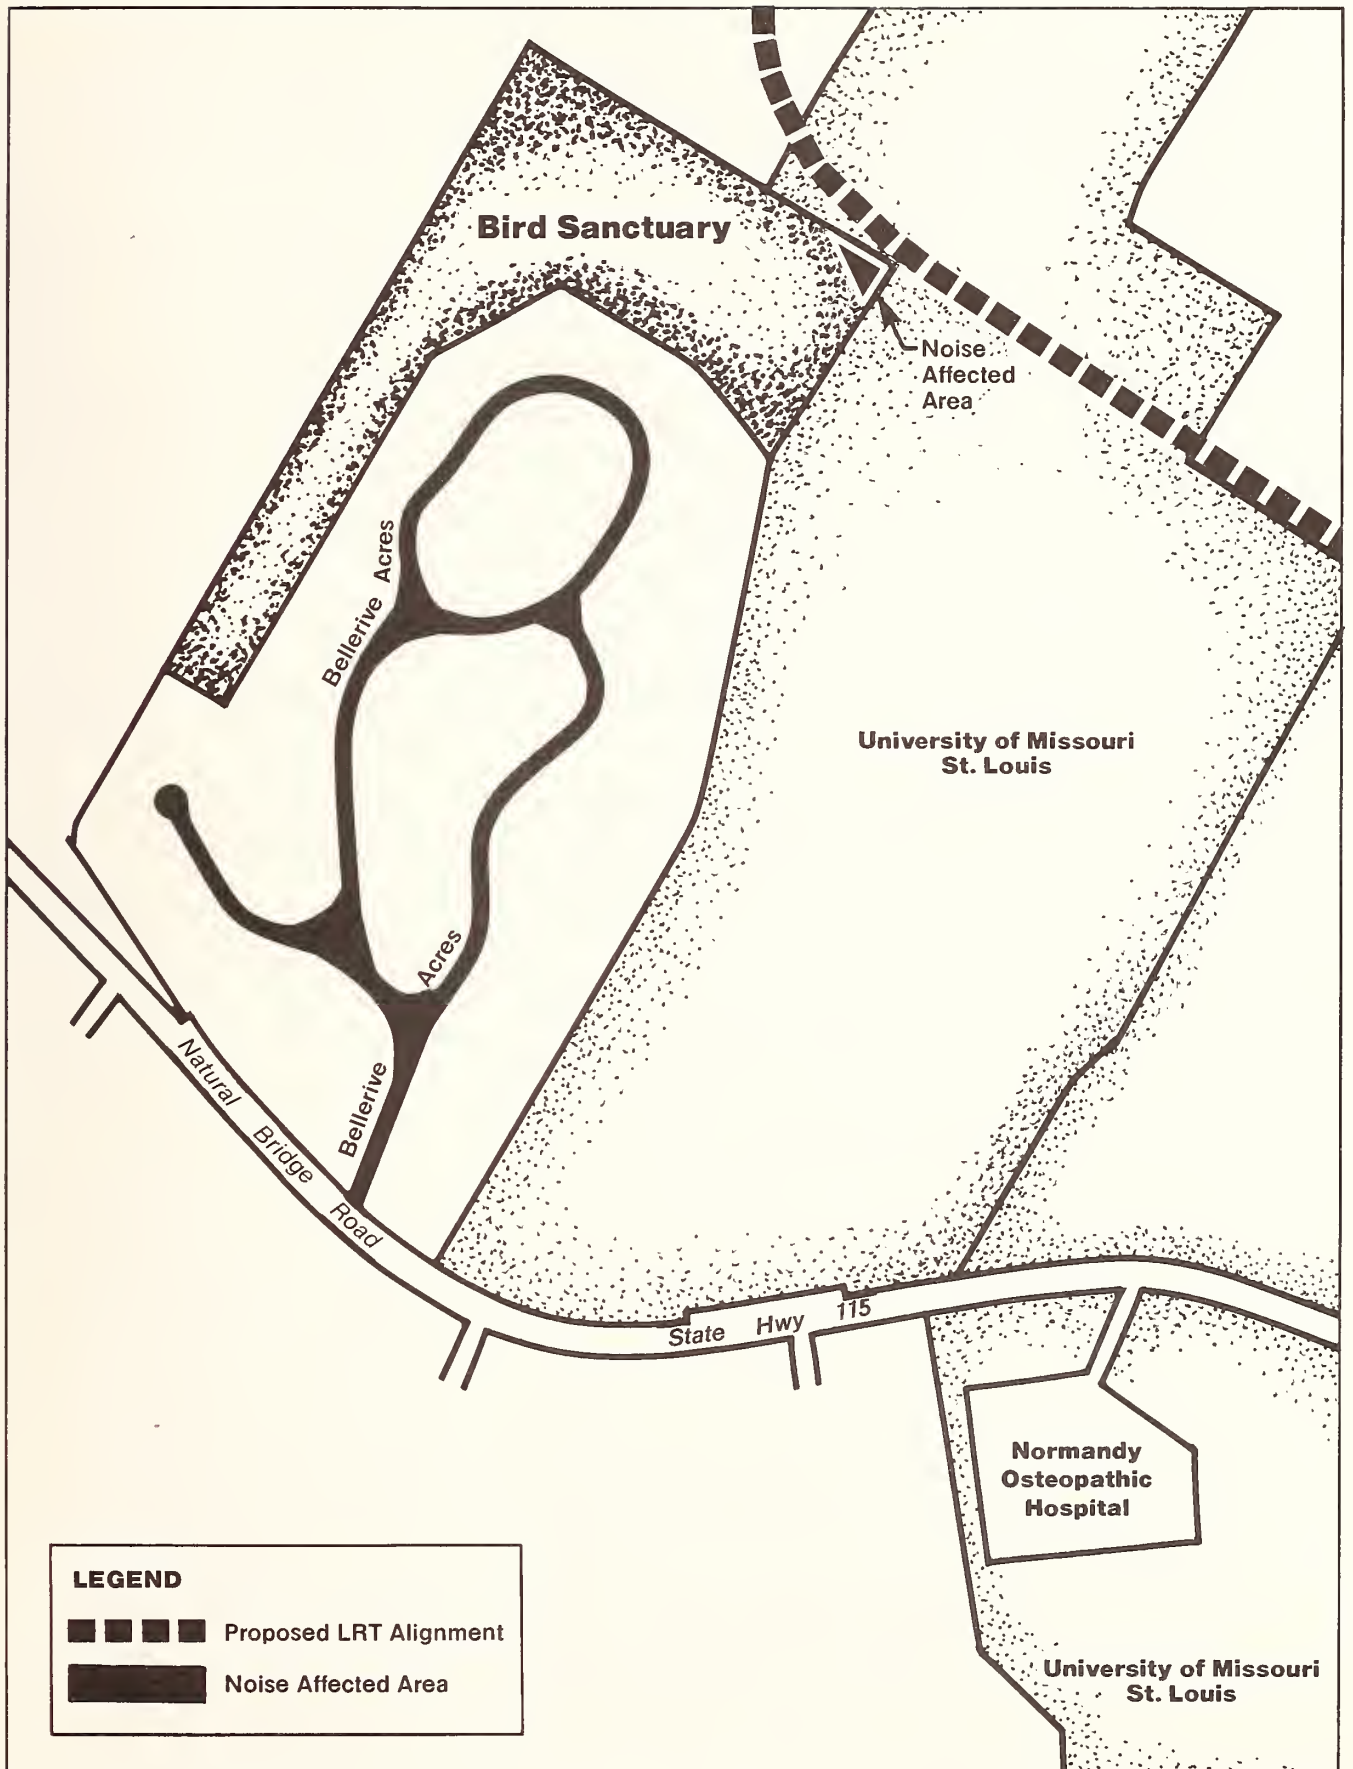 Bird Sanctuary
Noise
Affected
Area
Bellerive Acres
University of Missouri
St. Louis
Bellerive Acres
Natural Bridge Road
State Hwy 115
Normandy
Osteopathic
Hospital
LEGEND
Proposed LRT Alignment
Noise Affected Area
University of Missouri
St. Louis